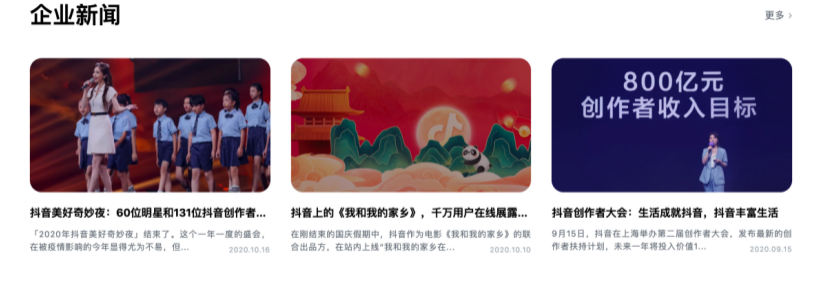 企业新闻
更多 >
800亿元
创作者收入目标
抖音美好奇妙夜：60位明星和131位抖音创作者...
「2020年抖音美好奇妙夜」结束了。这个一年一度的盛会，
在被疫情影响的今年显得尤为不易，但...
2020.10.16
抖音上的《我和我的家乡》，千万用户在线展露...
在刚结束的国庆假期中，抖音作为电影《我和我的家乡》的联
合出品方，在站内上线“我和我的家乡在...
2020.10.10
抖音创作者大会：生活成就抖音，抖音丰富生活
9月15日，抖音在上海举办第二届创作者大会，发布最新的创
作者扶持计划，未来一年将投入价值1...
2020.09.15